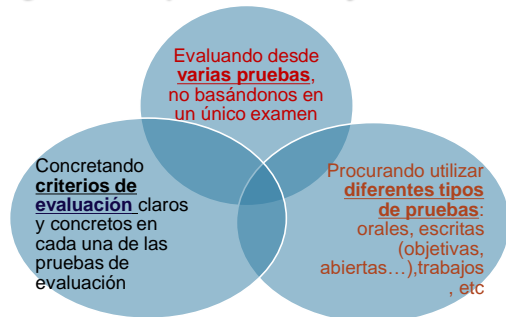 Evaluando desde
varias pruebas,
no basándonos en
un único examen
Concretando
criterios de
evaluación claros
y concretos en
cada una de las
pruebas de
evaluación
Procurando utilizar
diferentes tipos
de pruebas:
orales, escritas
(objetivas,
abiertas…),trabajos
, etc